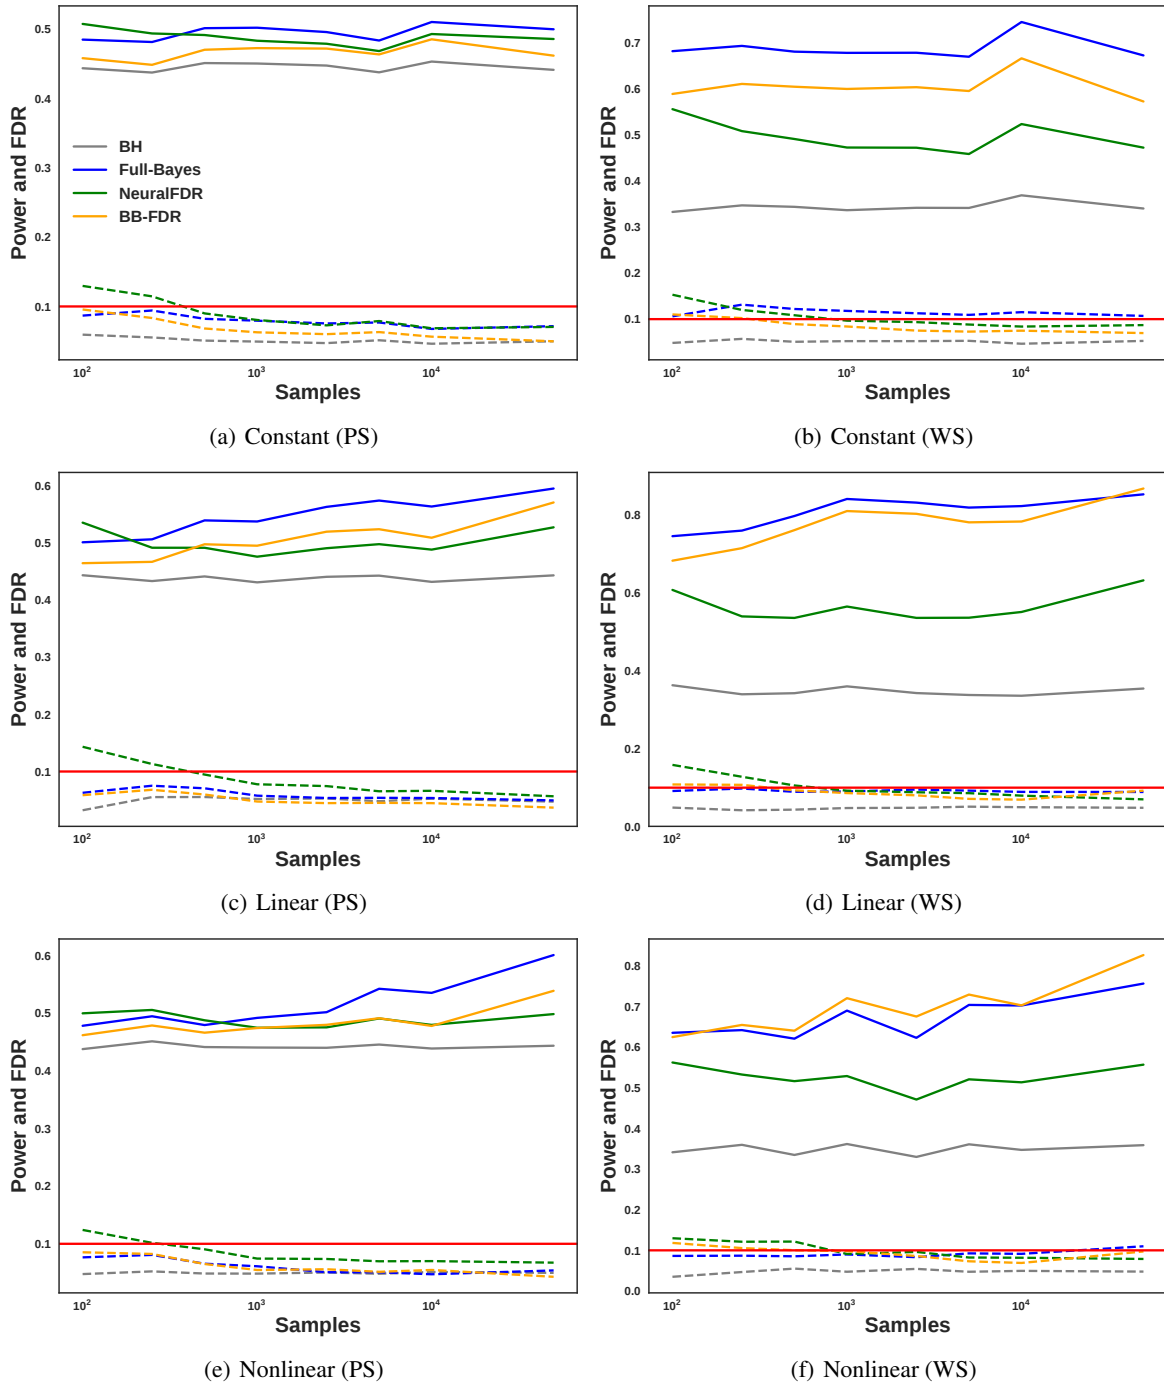 0.5
0.4
0.3
0.2
0.1
Power and FDR
BH
Full-Bayes
NeuralFDR
BB-FDR
10²
10³
10⁴
Samples
(a) Constant (PS)
0.7
0.6
0.5
0.4
0.3
0.2
0.1
Power and FDR
10²
10³
10⁴
Samples
(b) Constant (WS)
0.6
0.5
0.4
0.3
0.2
0.1
Power and FDR
10²
10³
10⁴
Samples
(c) Linear (PS)
0.8
0.6
0.4
0.2
0.0
Power and FDR
10²
10³
10⁴
Samples
(d) Linear (WS)
0.6
0.5
0.4
0.3
0.2
0.1
Power and FDR
10²
10³
10⁴
Samples
(e) Nonlinear (PS)
0.8
0.7
0.6
0.5
0.4
0.3
0.2
0.1
0.0
Power and FDR
10²
10³
10⁴
Samples
(f) Nonlinear (WS)